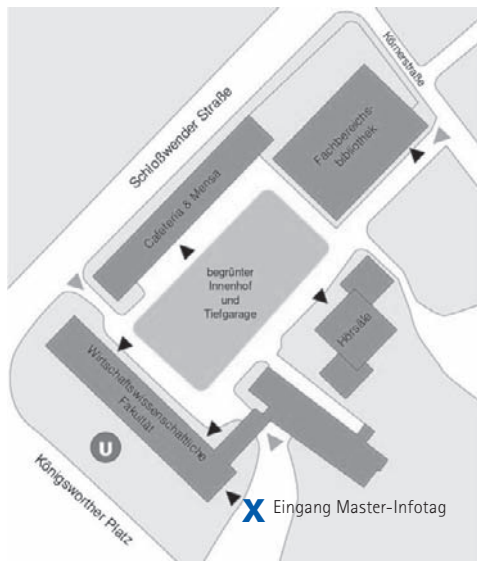 Körnerstraße
Schloßwender Straße
Fachbereichs-
bibliothek
Cafeteria & Mensa
begrünter
Innenhof
und
Tiefgarage
Hörsäle
Wirtschaftswissenschaftliche
Fakultät
U
Königsworther Platz
X Eingang Master-Infotag